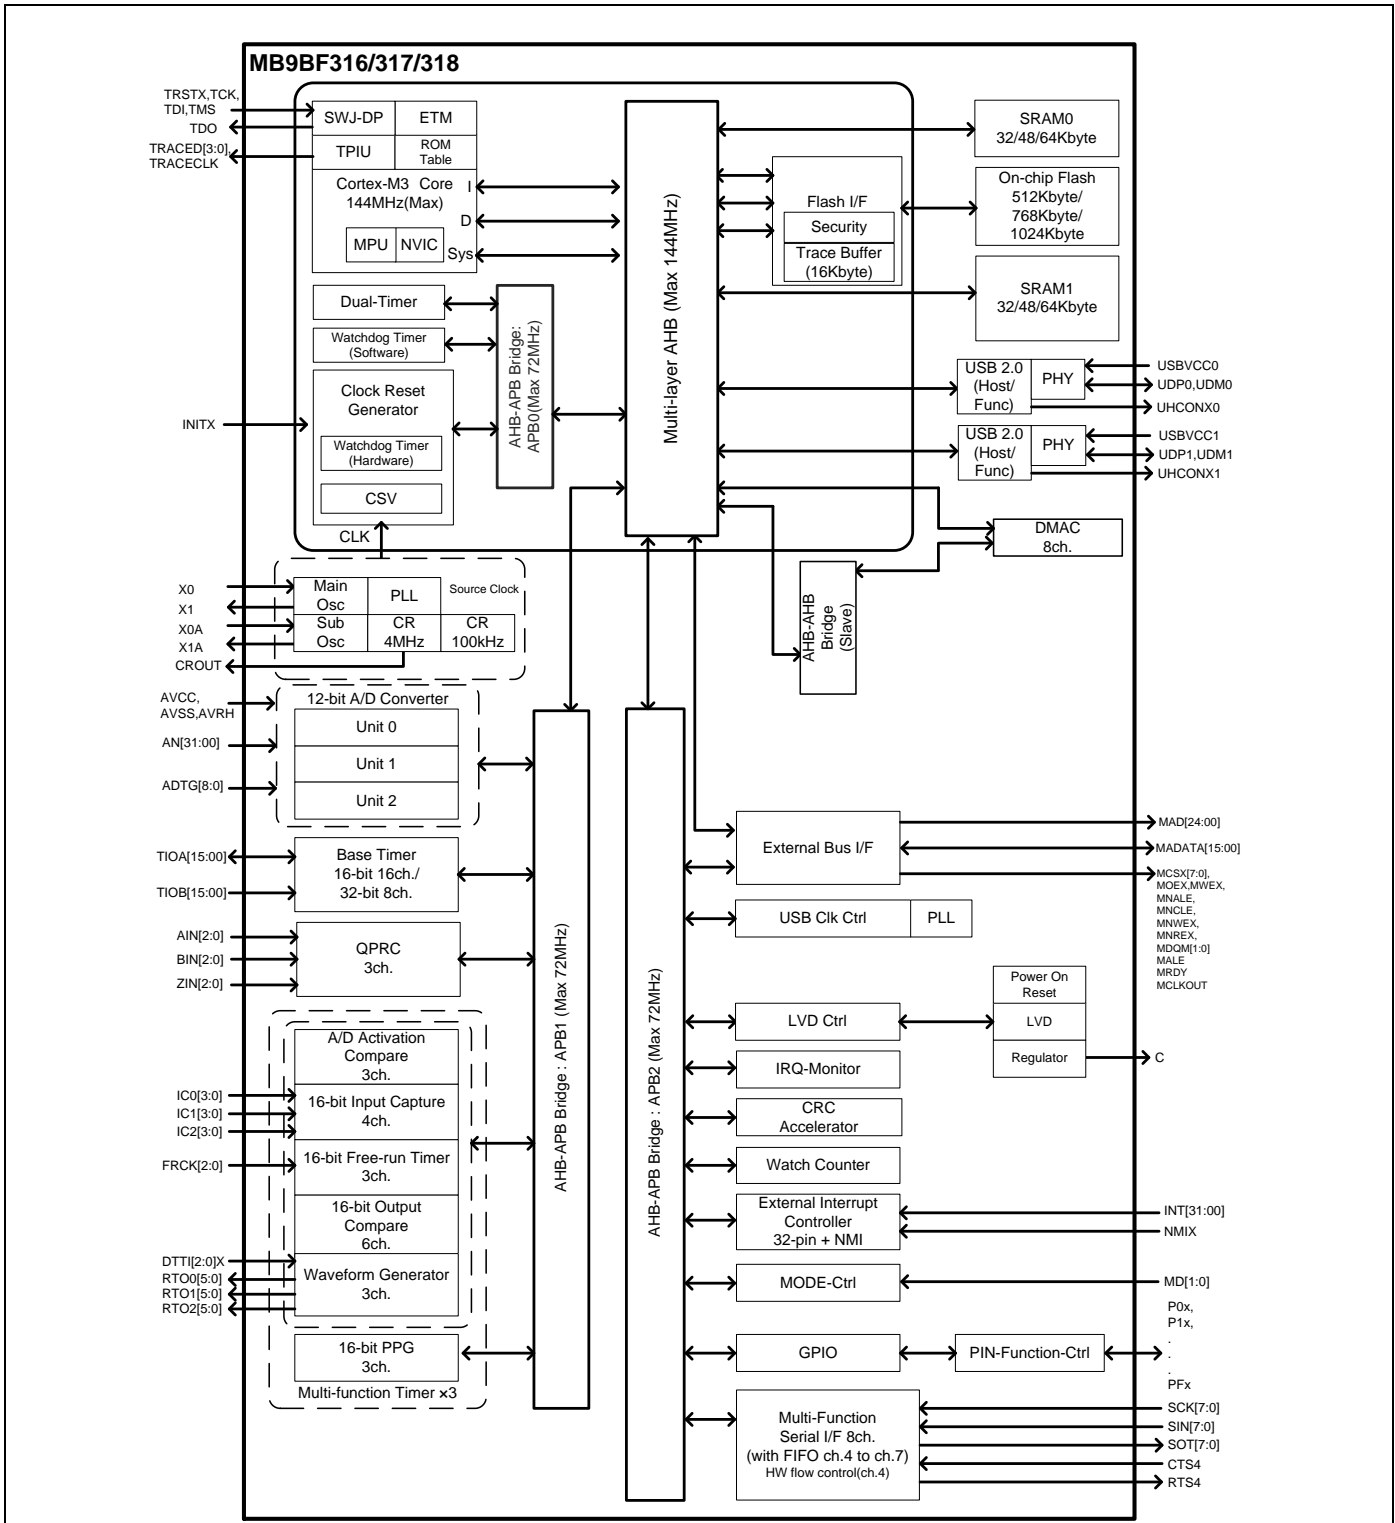 MB9BF316/317/318
TRSTX,TCK,
TDI,TMS
TDO
TRACED[3:0],
TRACECLK
SWJ-DP
ETM
TPIU
ROM
Table
Cortex-M3 Core
144MHz(Max)
I
D
Sys
MPU
NVIC
Dual-Timer
Watchdog Timer
(Software)
Clock Reset
Generator
Watchdog Timer
(Hardware)
CSV
CLK
INITX
AHB-APB Bridge:
APB0(Max 72MHz)
Multi-layer AHB (Max 144MHz)
Flash I/F
Security
Trace Buffer
(16Kbyte)
SRAM0
32/48/64Kbyte
On-chip Flash
512Kbyte/
768Kbyte/
1024Kbyte
SRAM1
32/48/64Kbyte
USB 2.0
(Host/
Func)
PHY
USBVCC0
UDP0,UDM0
UHCONX0
USB 2.0
(Host/
Func)
PHY
USBVCC1
UDP1,UDM1
UHCONX1
DMAC
8ch.
AHB-AHB
Bridge
(Slave)
X0
X1
X0A
X1A
CROUT
Main
Osc
PLL
Source Clock
Sub
Osc
CR
4MHz
CR
100kHz
AVCC,
AVSS,AVRH
AN[31:00]
ADTG[8:0]
12-bit A/D Converter
Unit 0
Unit 1
Unit 2
TIOA[15:00]
TIOB[15:00]
Base Timer
16-bit 16ch./
32-bit 8ch.
AIN[2:0]
BIN[2:0]
ZIN[2:0]
QPRC
3ch.
A/D Activation
Compare
3ch.
IC0[3:0]
IC1[3:0]
IC2[3:0]
16-bit Input Capture
4ch.
FRCK[2:0]
16-bit Free-run Timer
3ch.
16-bit Output
Compare
6ch.
DTTI[2:0]X
RTO0[5:0]
RTO1[5:0]
RTO2[5:0]
Waveform Generator
3ch.
16-bit PPG
3ch.
Multi-function Timer ×3
AHB-APB Bridge : APB1 (Max 72MHz)
AHB-APB Bridge : APB2 (Max 72MHz)
External Bus I/F
MAD[24:00]
MADATA[15:00]
MCSX[7:0],
MOEX,MWEX,
MNALE,
MNCLE,
MNWEX,
MNREX,
MDQM[1:0]
MALE
MRDY
MCLKOUT
USB Clk Ctrl
PLL
LVD Ctrl
Power On
Reset
LVD
Regulator
C
IRQ-Monitor
CRC
Accelerator
Watch Counter
External Interrupt
Controller
32-pin + NMI
INT[31:00]
NMIX
MODE-Ctrl
MD[1:0]
GPIO
PIN-Function-Ctrl
P0x,
P1x,
.
.
.
PFx
Multi-Function
Serial I/F 8ch.
(with FIFO ch.4 to ch.7)
HW flow control(ch.4)
SCK[7:0]
SIN[7:0]
SOT[7:0]
CTS4
RTS4